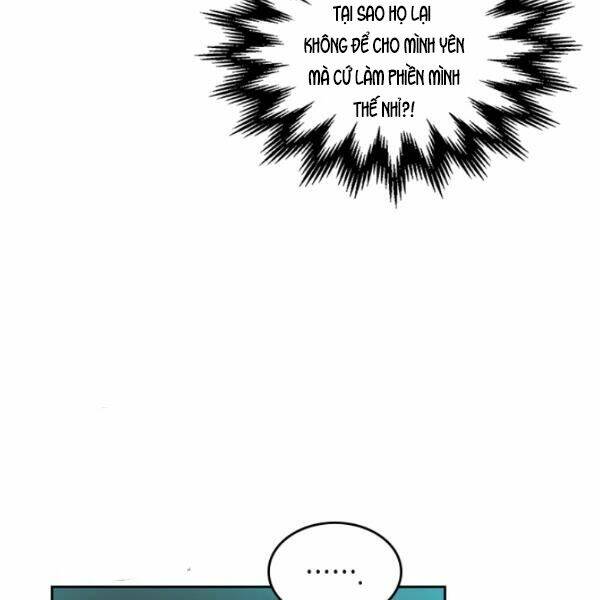 TẠI SAO HỌ LẠI
KHÔNG ĐỂ CHO MÌNH YÊN
MÀ CỨ LÀM PHIỀN MÌNH
THẾ NHỈ?!
.......